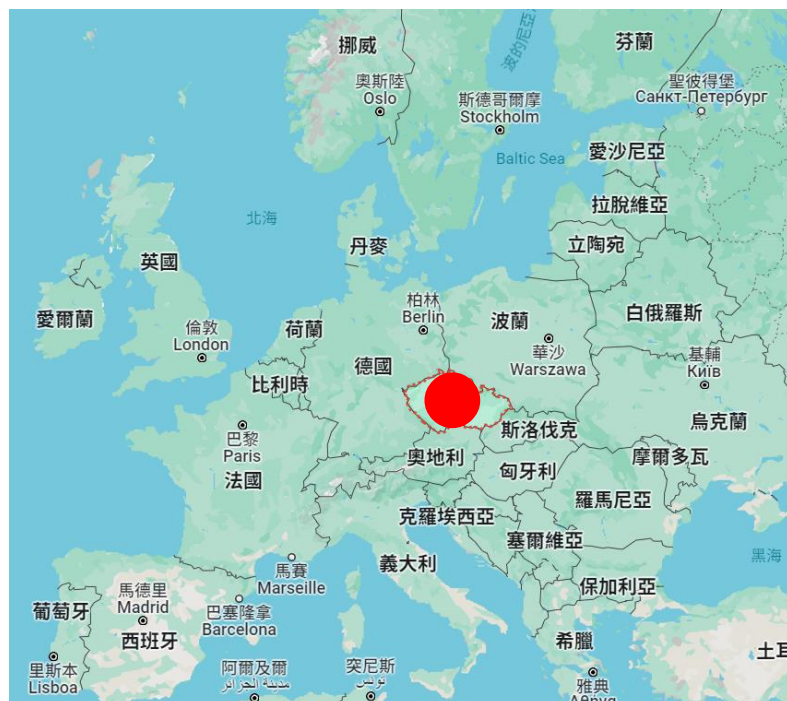 挪威
芬蘭
波的尼亞
奧斯陸
Oslo
聖彼得堡
Санкт-Петербург
斯德哥爾摩
Stockholm
Baltic Sea
愛沙尼亞
拉脫維亞
北海
丹麥
立陶宛
英國
愛爾蘭
柏林
Berlin
波蘭
白俄羅斯
倫敦
London
荷蘭
華沙
Warszawa
基輔
Київ
德國
比利時
巴黎
Paris
斯洛伐克
烏克蘭
奧地利
匈牙利
摩爾多瓦
法國
羅馬尼亞
克羅埃西亞
塞爾維亞
黑海
義大利
馬賽
Marseille
保加利亞
馬德里
Madrid
巴塞隆拿
Barcelona
葡萄牙
西班牙
希臘
土耳
里斯本
Lisboa
阿爾及爾
مدينة الجزائر
突尼斯
تونس
雅典
Αθήνα